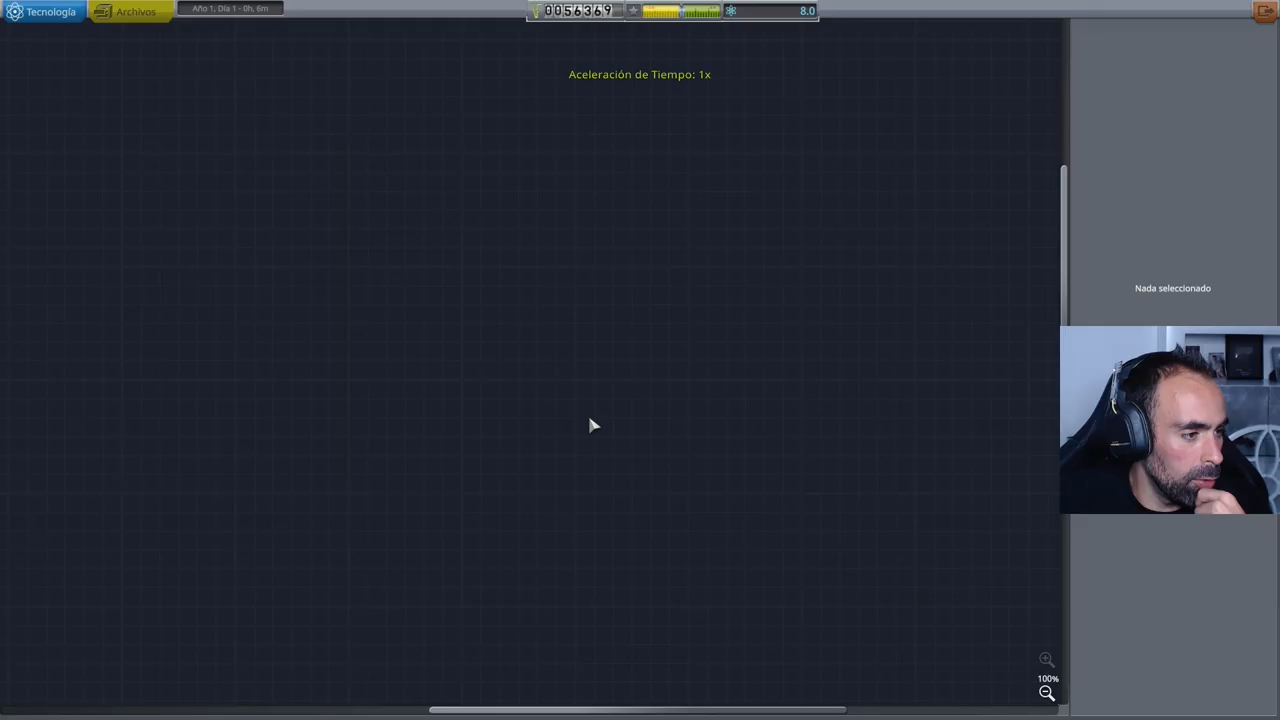 Tecnología
Archivos
Año 1, Día 1 - 0h, 6m
0056369
8.0
Aceleración de Tiempo: 1x
Nada seleccionado
100%